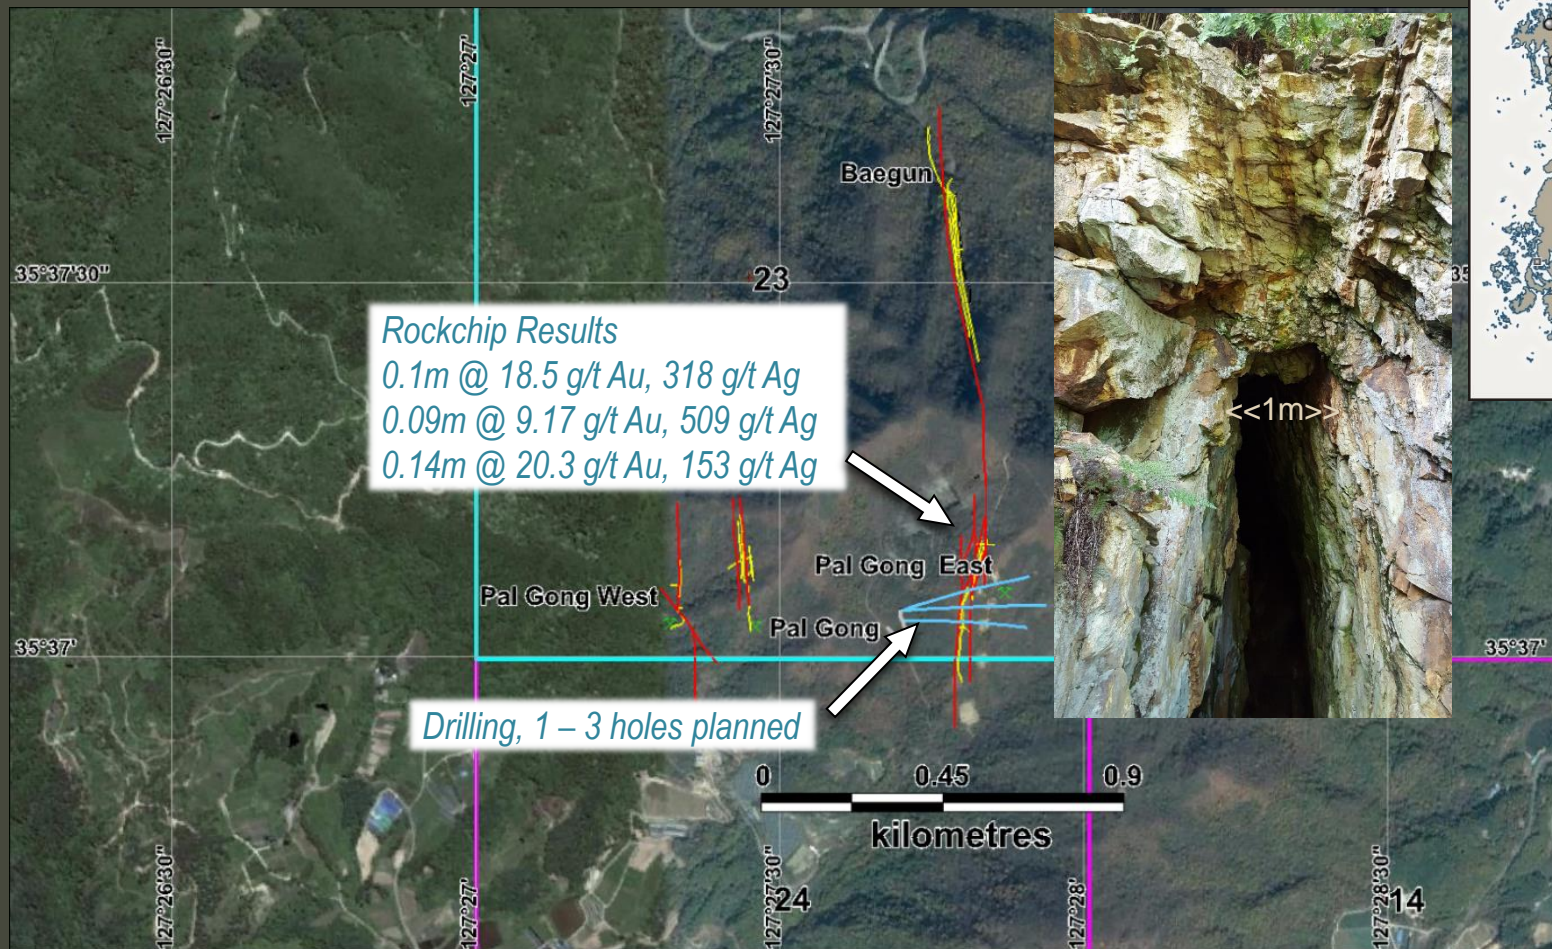 127°26'30"
127°27'
127°27'30"
Baegun
35°37'30"
23
35
Rockchip Results
0.1m @ 18.5 g/t Au, 318 g/t Ag
0.09m @ 9.17 g/t Au, 509 g/t Ag
0.14m @ 20.3 g/t Au, 153 g/t Ag
<<1m>>
Pal Gong East
Pal Gong West
Pal Gong
35°37'
35°37'
Drilling, 1 – 3 holes planned
0 0.45 0.9
kilometres
127°26'30"
127°27'
127°27'30"
24
127°28'
127°28'30"
14